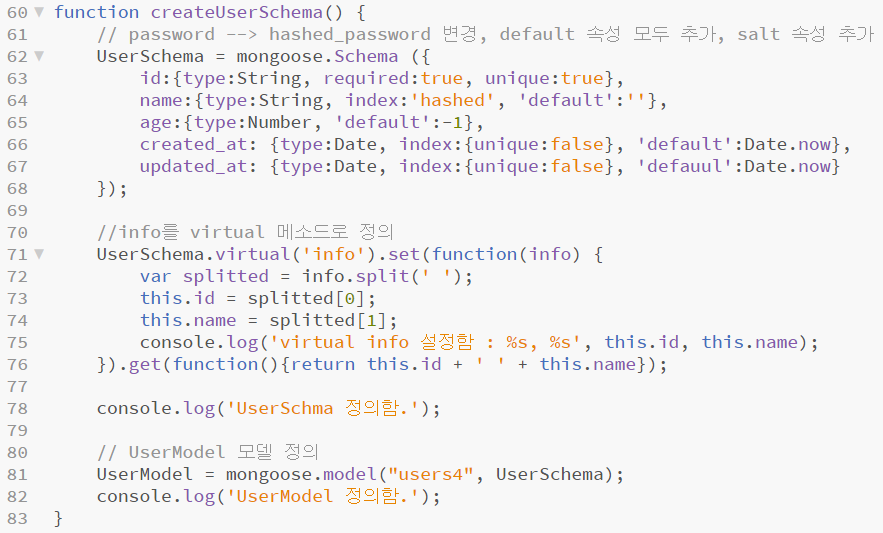 60 function createUserSchema() {
61 // password --> hashed_password 변경, default 속성 모두 추가, salt 속성 추가
62 UserSchema = mongoose.Schema ({
63 id:{type:String, required:true, unique:true},
64 name:{type:String, index:'hashed', 'default':''},
65 age:{type:Number, 'default':-1},
66 created_at: {type:Date, index:{unique:false}, 'default':Date.now},
67 updated_at: {type:Date, index:{unique:false}, 'defauul':Date.now}
68 });
69
70 //info를 virtual 메소드로 정의
71 UserSchema.virtual('info').set(function(info) {
72 var splitted = info.split(' ');
73 this.id = splitted[0];
74 this.name = splitted[1];
75 console.log('virtual info 설정함 : %s, %s', this.id, this.name);
76 }).get(function(){return this.id + ' ' + this.name});
77
78 console.log('UserSchma 정의함.');
79
80 // UserModel 모델 정의
81 UserModel = mongoose.model("users4", UserSchema);
82 console.log('UserModel 정의함.');
83 }